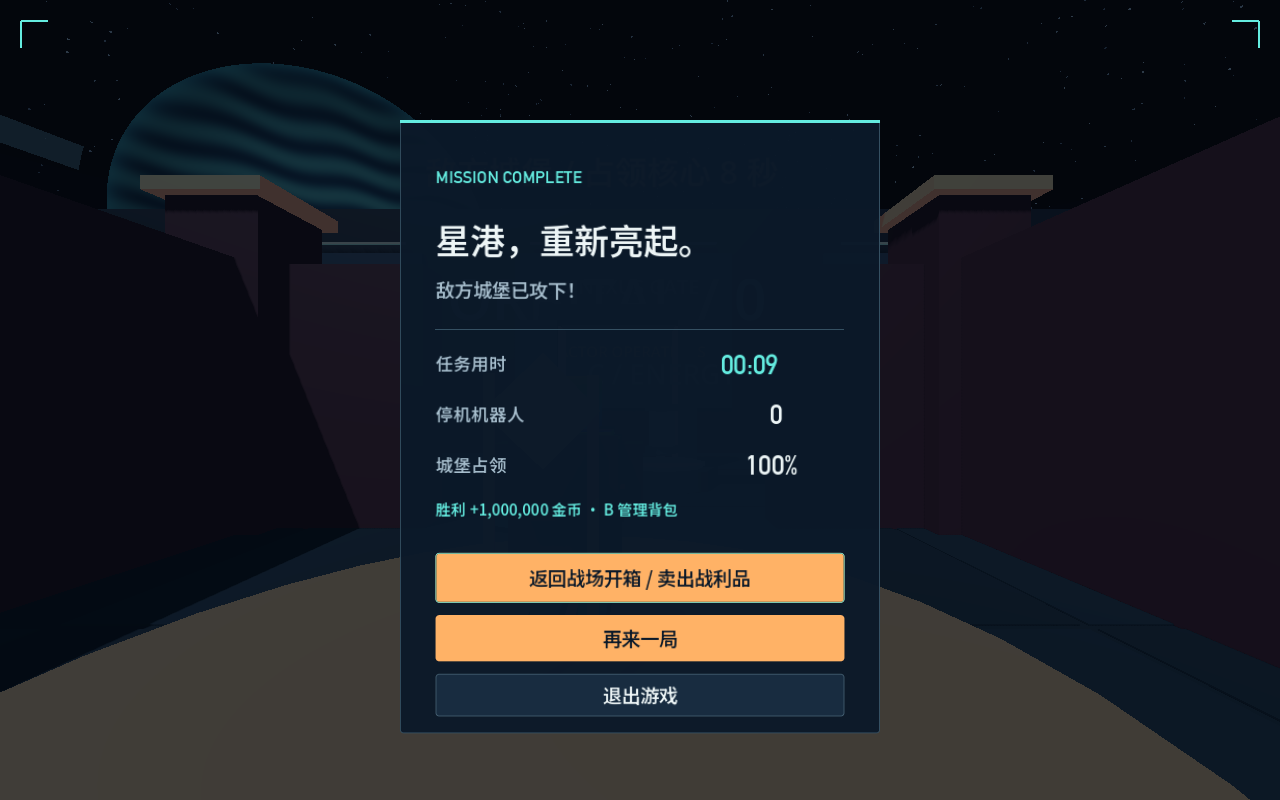 MISSION COMPLETE
星港，重新亮起。
敌方城堡已攻下！
任务用时 00:09
停机机器人 0
城堡占领 100%
胜利 +1,000,000 金币 · B 管理背包
返回战场开箱 / 卖出战利品
再来一局
退出游戏